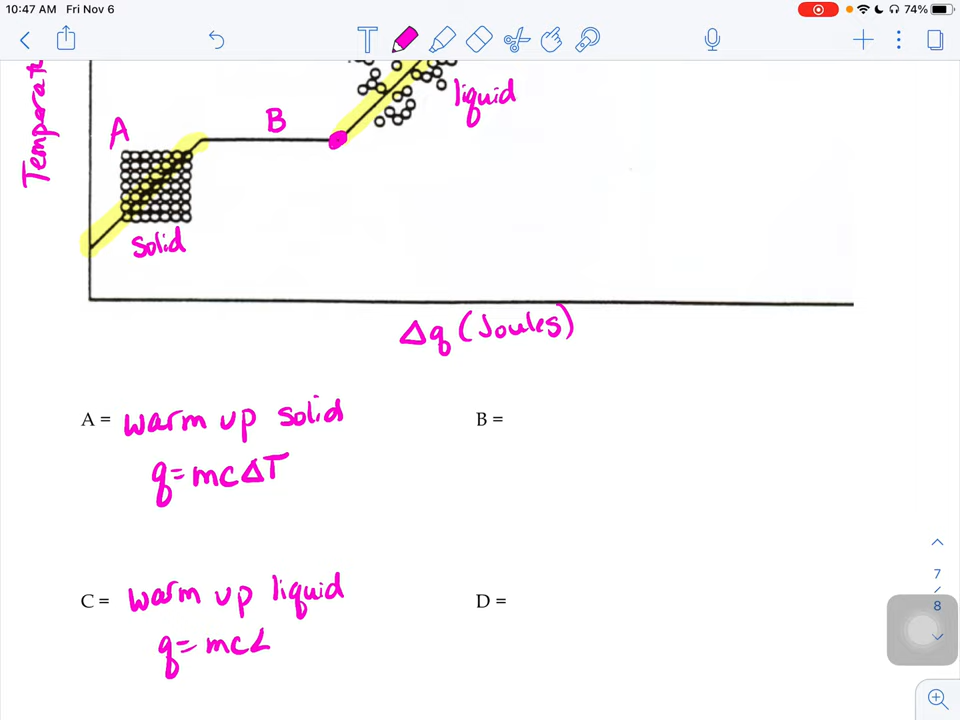 10:47 AM Fri Nov 6
74%
T
liquid
B
A
solid
Δq (Joules)
A = warm up solid
B =
q=mcΔT
C = warm up liquid
D =
q=mc
7
/
8